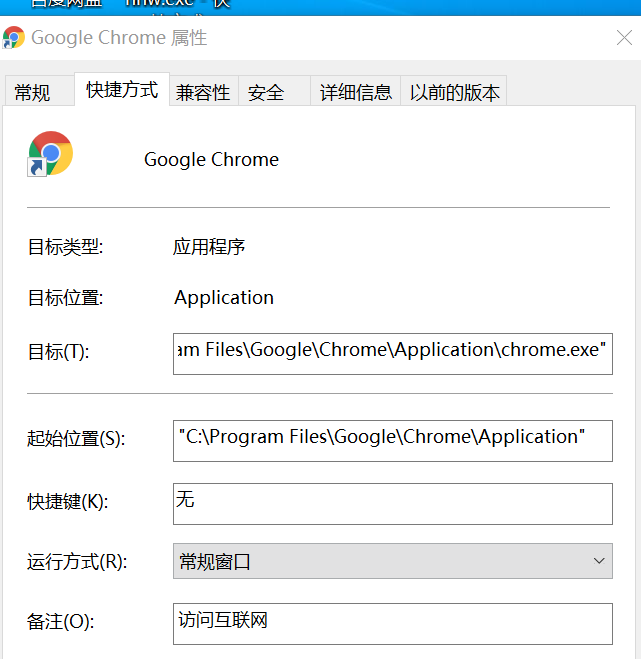 Google Chrome 属性
常规 快捷方式 兼容性 安全 详细信息 以前的版本
Google Chrome
目标类型: 应用程序
目标位置: Application
目标(T): am Files\Google\Chrome\Application\chrome.exe"
起始位置(S): "C:\Program Files\Google\Chrome\Application"
快捷键(K): 无
运行方式(R): 常规窗口
备注(O): 访问互联网